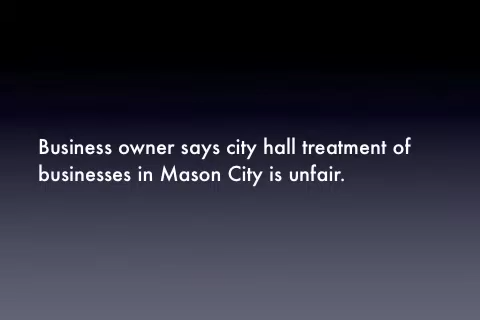 Business owner says city hall treatment of
businesses in Mason City is unfair.